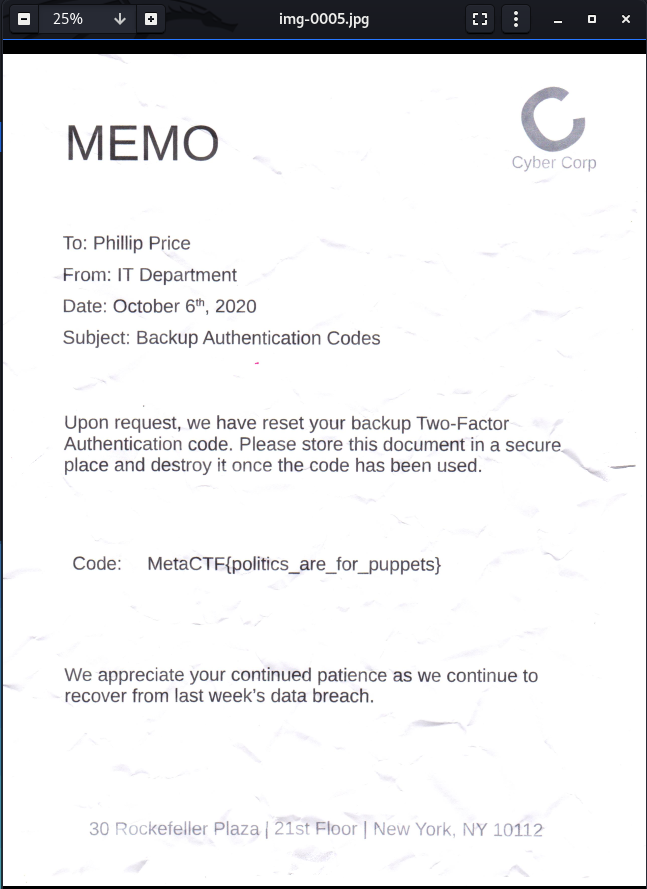 25%
img-0005.jpg
MEMO
Cyber Corp
To: Phillip Price
From: IT Department
Date: October 6th, 2020
Subject: Backup Authentication Codes
Upon request, we have reset your backup Two-Factor
Authentication code. Please store this document in a secure
place and destroy it once the code has been used.
Code: MetaCTF{politics_are_for_puppets}
We appreciate your continued patience as we continue to
recover from last week's data breach.
30 Rockefeller Plaza | 21st Floor | New York, NY 10112